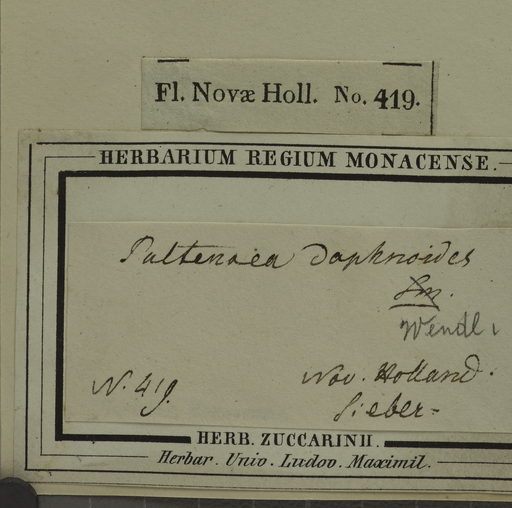 Fl. Novæ Holl. No. 419.
HERBARIUM REGIUM MONACENSE.
Pultenaea daphnoides
Sm.
Wendl.
N. 419.
Nov. Holland.
Sieber
HERB. ZUCCARINII.
Herbar. Univ. Ludov. Maximil.